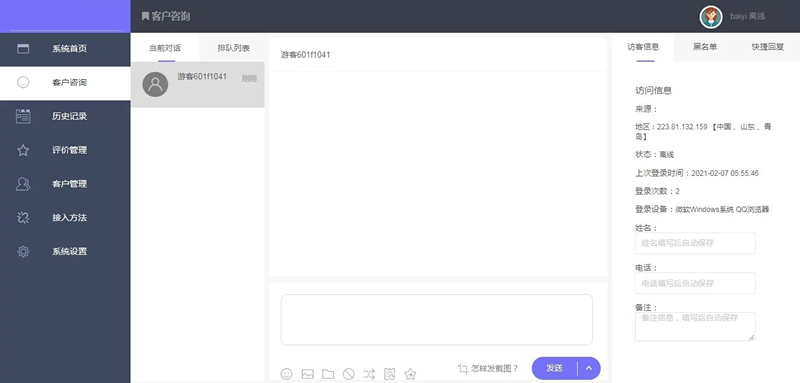 客户咨询
baiyi 离线
系统首页
客户咨询
历史记录
评价管理
客户管理
接入方法
系统设置
当前对话
排队列表
游客601f1041
刚刚
游客601f1041
怎样发截图？
发送
访客信息
黑名单
快捷回复
访问信息
来源：
地区：223.81.132.159 【中国 、山东 、青
岛】
状态：离线
上次登录时间：2021-02-07 05:55:46
登录次数：2
登录设备：微软Windows系统 QQ浏览器
姓名：
姓名填写后自动保存
电话：
电话填写后自动保存
备注：
备注信息，填写后自动保存